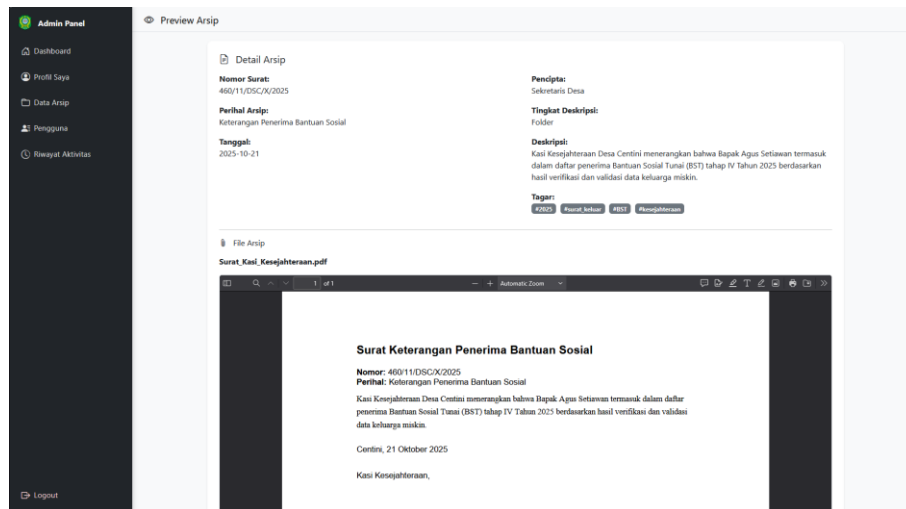 Admin Panel
Preview Arsip
Dashboard
Profil Saya
Data Arsip
Pengguna
Riwayat Aktivitas
Logout
Detail Arsip
Nomor Surat:
460/11/DSC/X/2025
Perihal Arsip:
Keterangan Penerima Bantuan Sosial
Tanggal:
2025-10-21
Pencipta:
Sekretaris Desa
Tingkat Deskripsi:
Folder
Deskripsi:
Kasi Kesejahteraan Desa Centini menerangkan bahwa Bapak Agus Setiawan termasuk
dalam daftar penerima Bantuan Sosial Tunai (BST) tahap IV Tahun 2025 berdasarkan
hasil verifikasi dan validasi data keluarga miskin.
Tagar:
#2025 #surat_keluar #BST #kesejahteraan
File Arsip
Surat_Kasi_Kesejahteraan.pdf
1 of 1
Automatic Zoom
Surat Keterangan Penerima Bantuan Sosial
Nomor: 460/11/DSC/X/2025
Perihal: Keterangan Penerima Bantuan Sosial
Kasi Kesejahteraan Desa Centini menerangkan bahwa Bapak Agus Setiawan termasuk dalam daftar
penerima Bantuan Sosial Tunai (BST) tahap IV Tahun 2025 berdasarkan hasil verifikasi dan validasi
data keluarga miskin.
Centini, 21 Oktober 2025
Kasi Kesejahteraan,